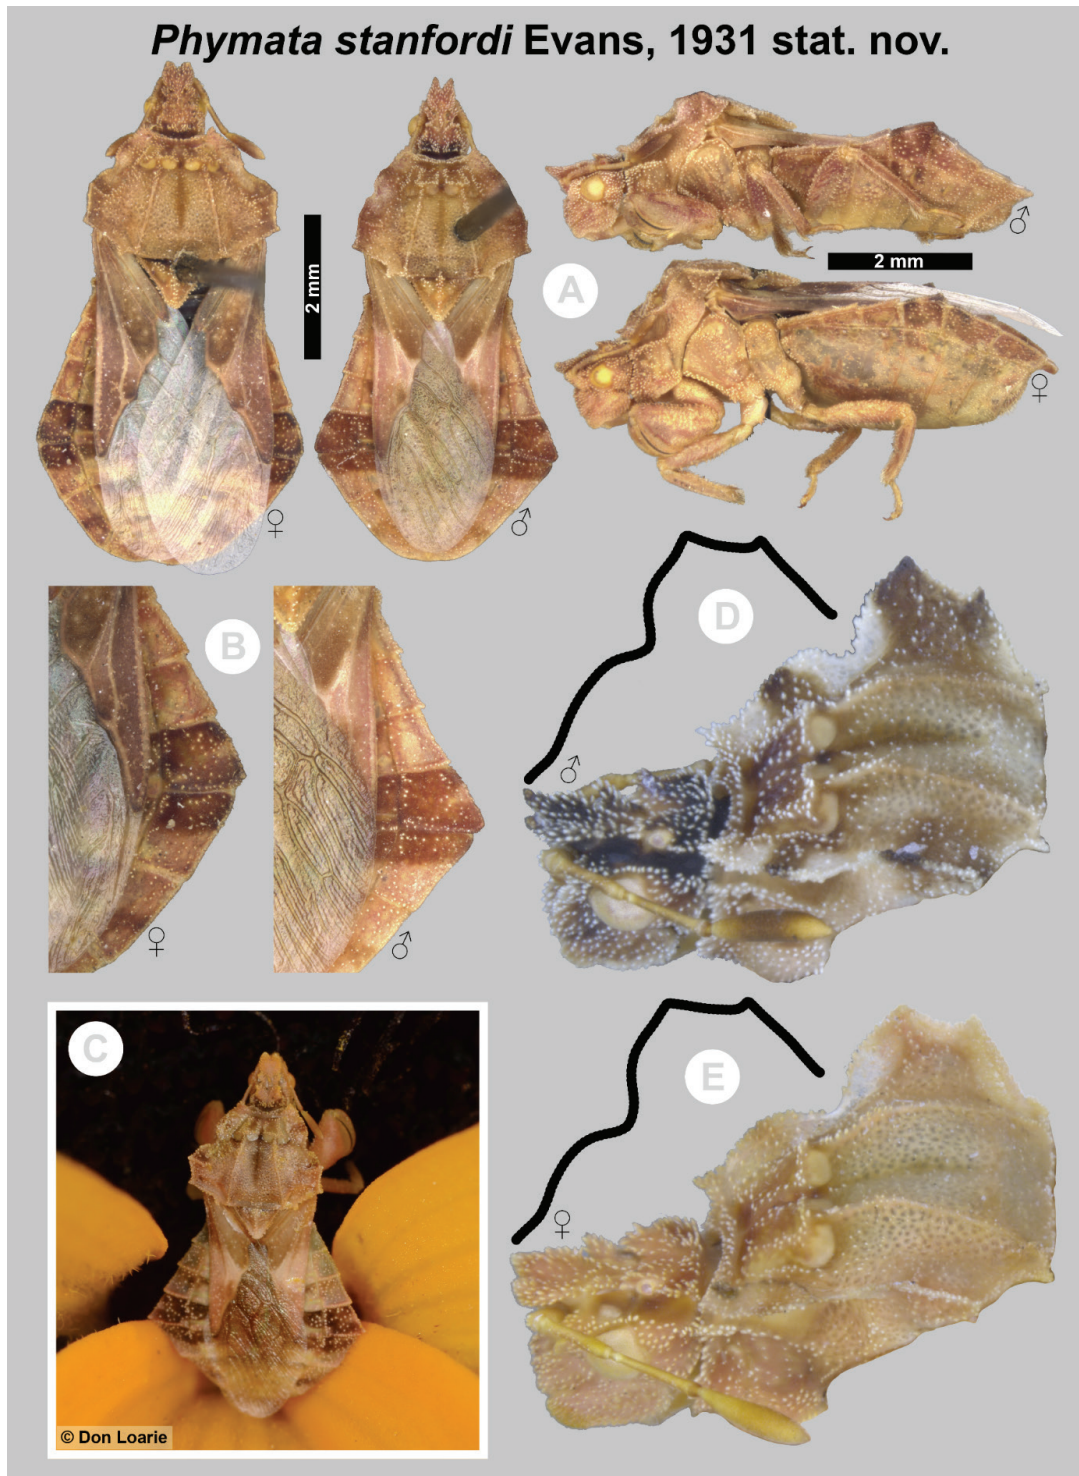 Phymata stanfordi Evans, 1931 stat. nov.
♂
2 mm
2 mm
A
♀
♀
♂
B
D
♂
♀
♂
C
E
♀
© Don Loarie